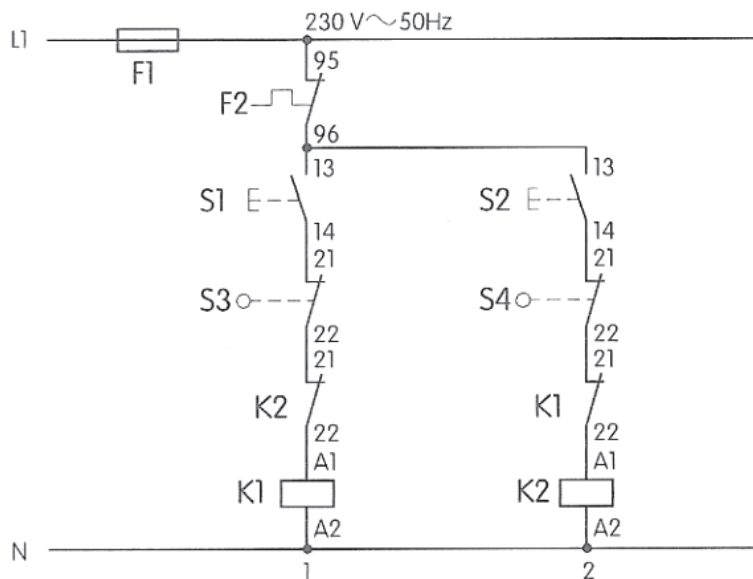 230 V~50Hz
L1
F1
95
F2
96
13 13
S1 E S2 E
14 14
21 21
S3 S4
22 22
21 21
K2 K1
22 22
A1 A1
K1 K2
A2 A2
N
1 2